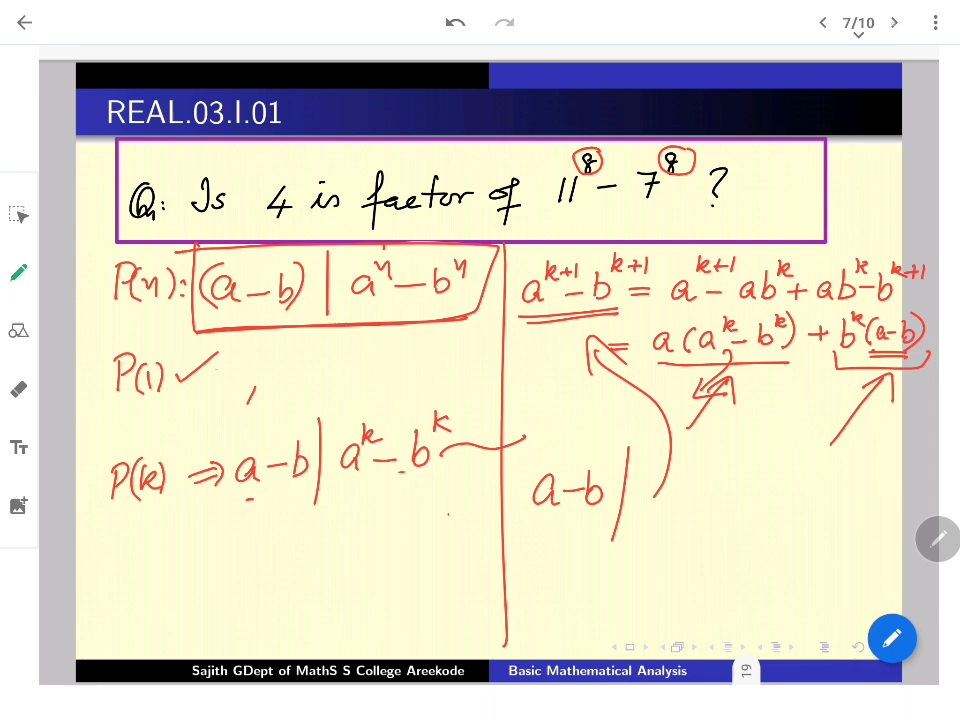 7/10
REAL.03.I.01
Q: Is 4 is factor of 11^8 - 7^8 ?
P(n): (a-b) | a^n - b^n
P(1) ✓
P(k) ⇒ a-b | a^k - b^k
a^{k+1} - b^{k+1} = a^{k+1} - ab^k + ab^k - b^{k+1}
= a(a^k - b^k) + b^k(a-b)
a-b |
Tт
Sajith GDept of MathS S College Areekode Basic Mathematical Analysis 19